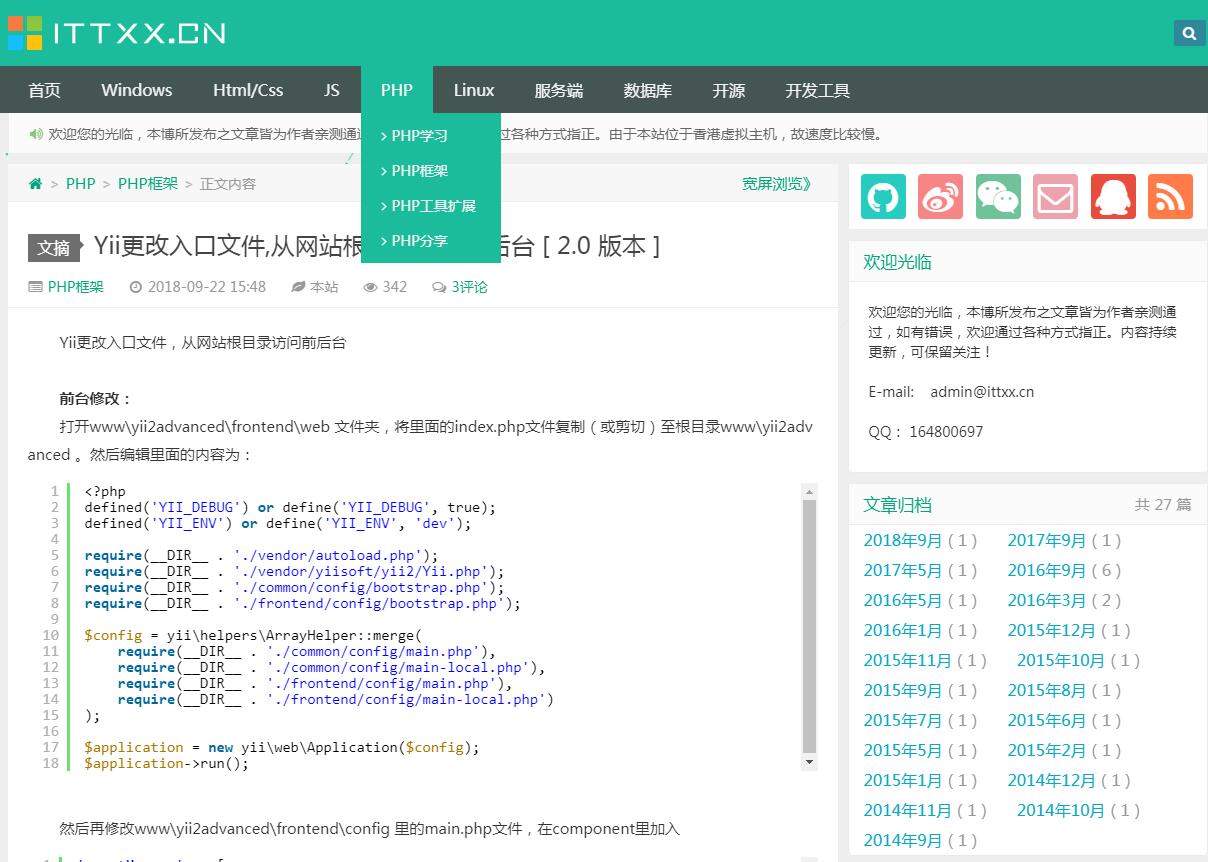 ITTXX.CN
首页 Windows Html/Css JS PHP Linux 服务端 数据库 开源 开发工具
PHP学习
PHP框架
PHP工具扩展
PHP分享
欢迎您的光临，本博所发布之文章皆为作者亲测通 过各种方式指正。由于本站位于香港虚拟主机，故速度比较慢。
> PHP > PHP框架 > 正文内容 宽屏浏览》
文摘 Yii更改入口文件,从网站根 后台 [ 2.0 版本 ]
PHP框架 2018-09-22 15:48 本站 342 3评论
Yii更改入口文件，从网站根目录访问前后台
前台修改：
打开www\yii2advanced\frontend\web 文件夹，将里面的index.php文件复制（或剪切）至根目录www\yii2adv
anced 。然后编辑里面的内容为：
1 <?php
2 defined('YII_DEBUG') or define('YII_DEBUG', true);
3 defined('YII_ENV') or define('YII_ENV', 'dev');
4
5 require(__DIR__ . './vendor/autoload.php');
6 require(__DIR__ . './vendor/yiisoft/yii2/Yii.php');
7 require(__DIR__ . './common/config/bootstrap.php');
8 require(__DIR__ . './frontend/config/bootstrap.php');
9
10 $config = yii\helpers\ArrayHelper::merge(
11 require(__DIR__ . './common/config/main.php'),
12 require(__DIR__ . './common/config/main-local.php'),
13 require(__DIR__ . './frontend/config/main.php'),
14 require(__DIR__ . './frontend/config/main-local.php')
15 );
16
17 $application = new yii\web\Application($config);
18 $application->run();
然后再修改www\yii2advanced\frontend\config 里的main.php文件，在component里加入
欢迎光临
欢迎您的光临，本博所发布之文章皆为作者亲测通
过，如有错误，欢迎通过各种方式指正。内容持续
更新，可保留关注！
E-mail: admin@ittxx.cn
QQ： 164800697
文章归档 共 27 篇
2018年9月 ( 1 ) 2017年9月 ( 1 )
2017年5月 ( 1 ) 2016年9月 ( 6 )
2016年5月 ( 1 ) 2016年3月 ( 2 )
2016年1月 ( 1 ) 2015年12月 ( 1 )
2015年11月 ( 1 ) 2015年10月 ( 1 )
2015年9月 ( 1 ) 2015年8月 ( 1 )
2015年7月 ( 1 ) 2015年6月 ( 1 )
2015年5月 ( 1 ) 2015年2月 ( 1 )
2015年1月 ( 1 ) 2014年12月 ( 1 )
2014年11月 ( 1 ) 2014年10月 ( 1 )
2014年9月 ( 1 )